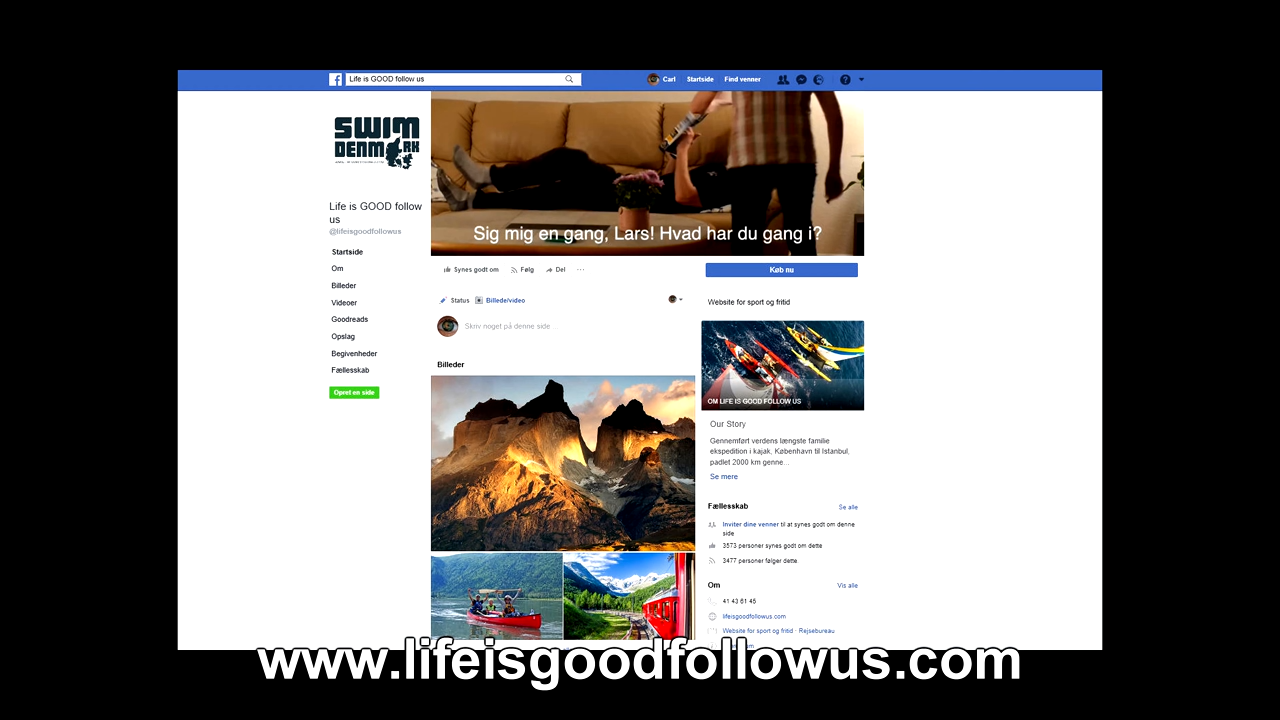 Life is GOOD follow us
Carl
Startside
Find venner
SWIM
DENMARK
Life is GOOD follow
us
@lifeisgoodfollowus
Startside
Om
Billeder
Videoer
Goodreads
Opslag
Begivenheder
Fællesskab
Opret en side
Sig mig en gang, Lars! Hvad har du gang i?
Synes godt om
Følg
Del
Køb nu
Status
Billede/video
Skriv noget på denne side...
Billeder
Website for sport og fritid
OM LIFE IS GOOD FOLLOW US
Our Story
Gennemført verdens længste familie
ekspedition i kajak, København til Istanbul,
padlet 2000 km genne...
Se mere
Fællesskab
Se alle
Inviter dine venner til at synes godt om denne
side
3573 personer synes godt om dette
3477 personer følger dette
Om
Vis alle
41 43 61 45
lifeisgoodfollowus.com
Website for sport og fritid · Rejsebureau
www.lifeisgoodfollowus.com